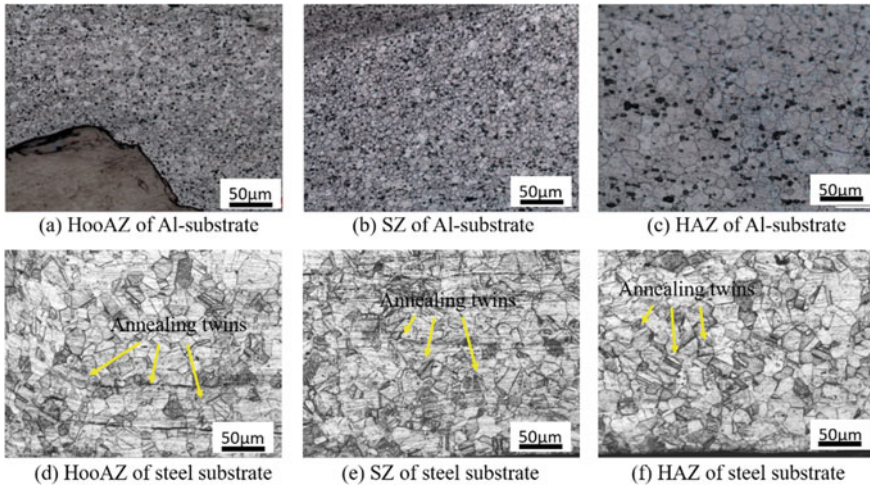 50μm
50μm
50μm
(a) HooAZ of Al-substrate
(b) SZ of Al-substrate
(c) HAZ of Al-substrate
Annealing twins
Annealing twins
Annealing twins
50μm
50μm
50μm
(d) HooAZ of steel substrate
(e) SZ of steel substrate
(f) HAZ of steel substrate